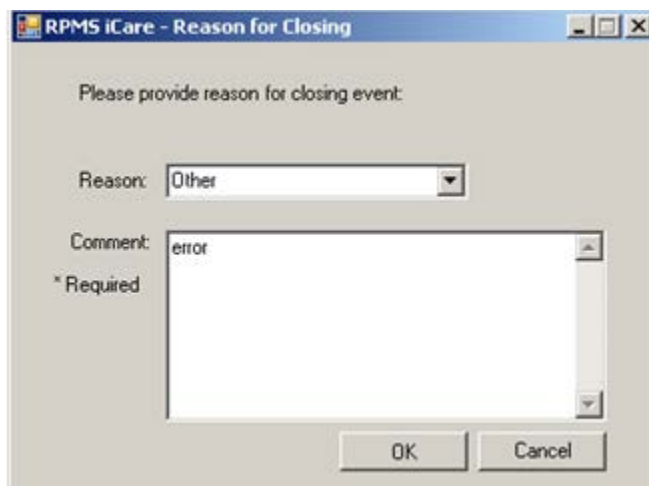 RPMS iCare - Reason for Closing
Please provide reason for closing event:
Reason: Other
Comment: error
* Required
OK Cancel